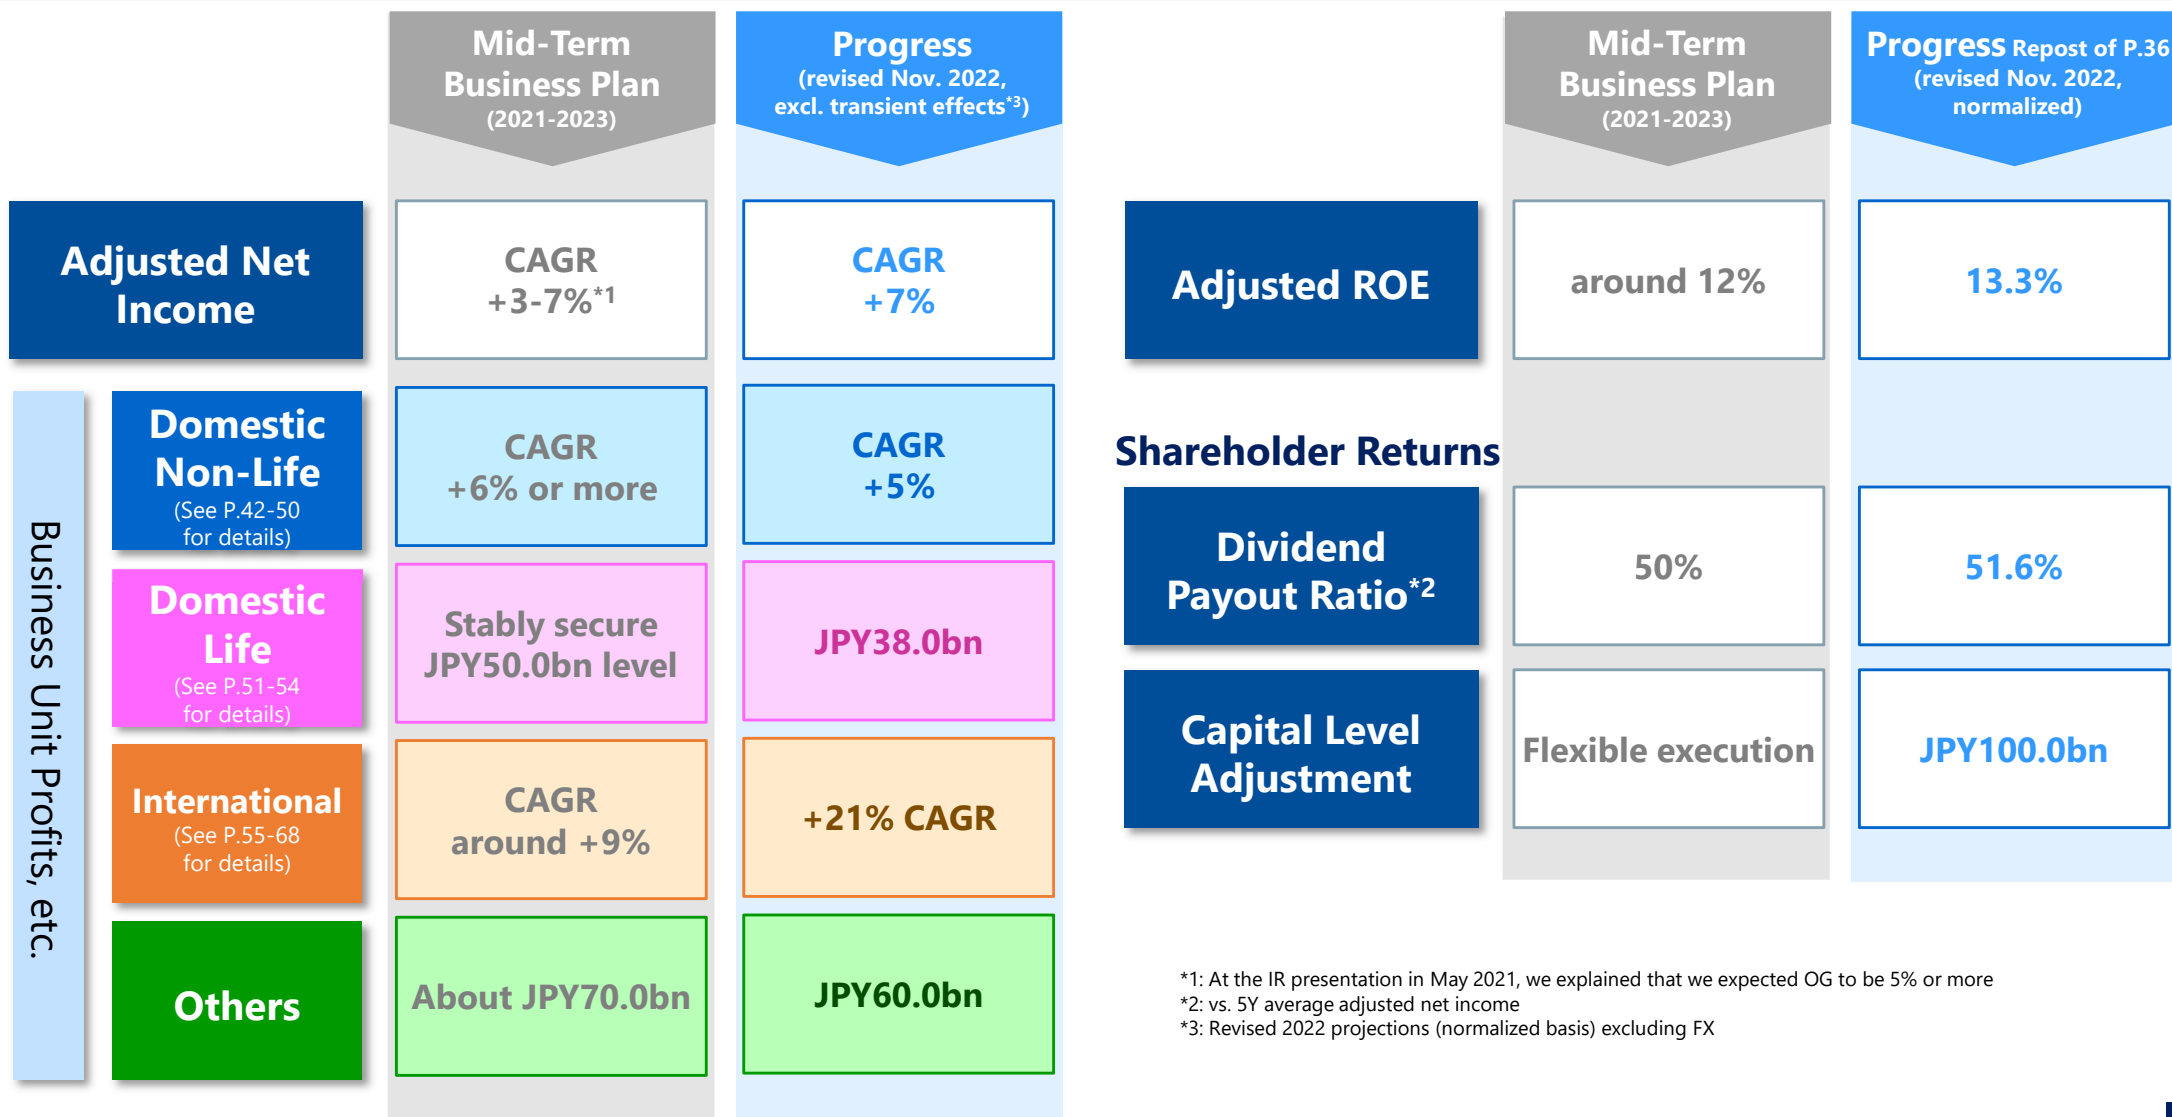 Mid-Term
Business Plan
(2021-2023)
Progress
(revised Nov. 2022,
excl. transient effects*3)
Adjusted Net
Income
CAGR
+3-7%*1
CAGR
+7%
Business Unit Profits, etc.
Domestic
Non-Life
(See P.42-50
for details)
CAGR
+6% or more
CAGR
+5%
Domestic
Life
(See P.51-54
for details)
Stably secure
JPY50.0bn level
JPY38.0bn
International
(See P.55-68
for details)
CAGR
around +9%
+21% CAGR
Others
About JPY70.0bn
JPY60.0bn
Mid-Term
Business Plan
(2021-2023)
Progress Repost of P.36
(revised Nov. 2022,
normalized)
Adjusted ROE
around 12%
13.3%
Shareholder Returns
Dividend
Payout Ratio*2
50%
51.6%
Capital Level
Adjustment
Flexible execution
JPY100.0bn
*1: At the IR presentation in May 2021, we explained that we expected OG to be 5% or more
*2: vs. 5Y average adjusted net income
*3: Revised 2022 projections (normalized basis) excluding FX